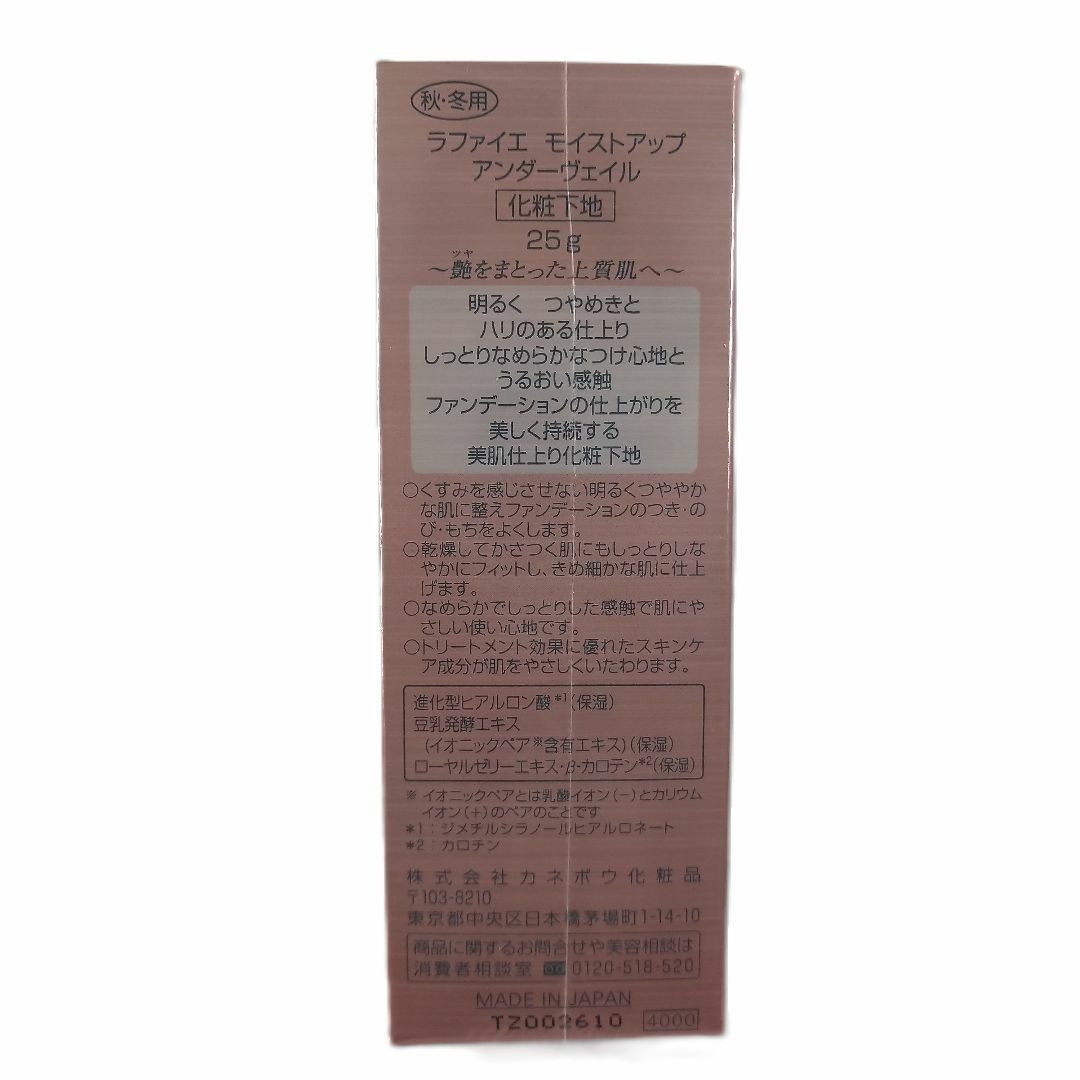 秋・冬用
ラファイエ モイストアップ
アンダーヴェイル
化粧下地
25g
ツヤ
～艶をまとった上質肌へ～
明るく つやめきと
ハリのある仕上り
しっとりなめらかなつけ心地と
うるおい感触
ファンデーションの仕上がりを
美しく持続する
美肌仕上り化粧下地
○くすみを感じさせない明るくつややか
な肌に整えファンデーションのつき・の
び・もちをよくします。
○乾燥してかさつく肌にもしっとりしな
やかにフィットし、きめ細かな肌に仕上
げます。
○なめらかでしっとりした感触で肌にや
さしい使い心地です。
○トリートメント効果に優れたスキンケ
ア成分が肌をやさしくいたわります。
進化型ヒアルロン酸*1(保湿)
豆乳発酵エキス
(イオニックペア※含有エキス)(保湿)
ローヤルゼリーエキス・β-カロテン*2(保湿)
※ イオニックペアとは乳酸イオン(－)とカリウム
イオン(＋)のペアのことです
*1：ジメチルシラノールヒアルロネート
*2：カロチン
株式会社カネボウ化粧品
〒103-8210
東京都中央区日本橋茅場町1-14-10
商品に関するお問合せや美容相談は
消費者相談室 0120-518-520
MADE IN JAPAN
TZ002610 4000